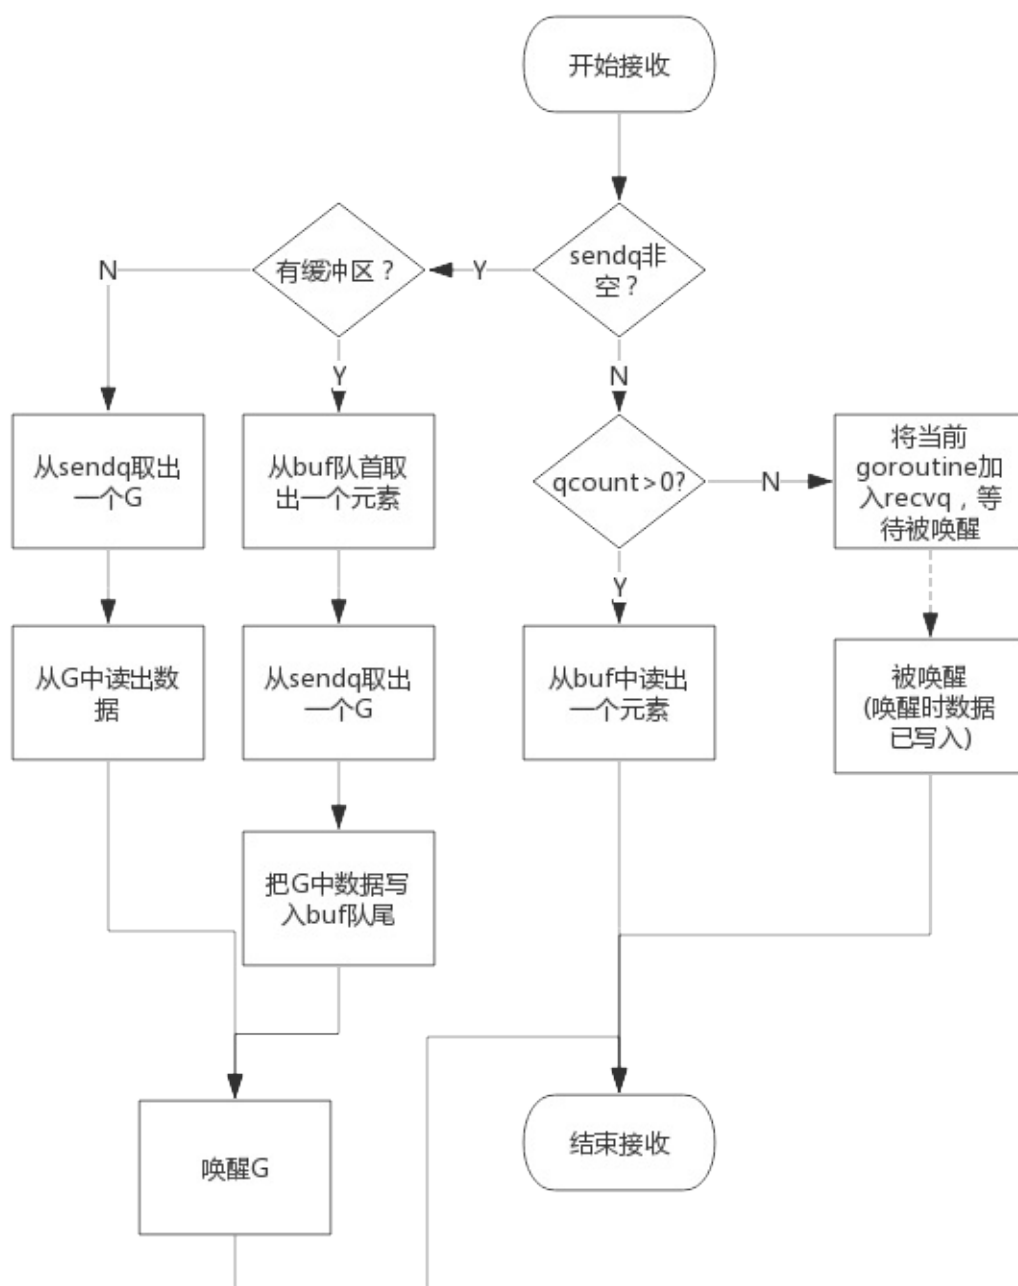 开始接收
sendq非
空？
Y
有缓冲区？
N
Y
N
从sendq取出
一个G
从buf队首取
出一个元素
qcount>0?
N
将当前
goroutine加
入recvq，等
待被唤醒
Y
从G中读出数
据
从sendq取出
一个G
从buf中读出
一个元素
被唤醒
(唤醒时数据
已写入)
把G中数据写
入buf队尾
唤醒G
结束接收